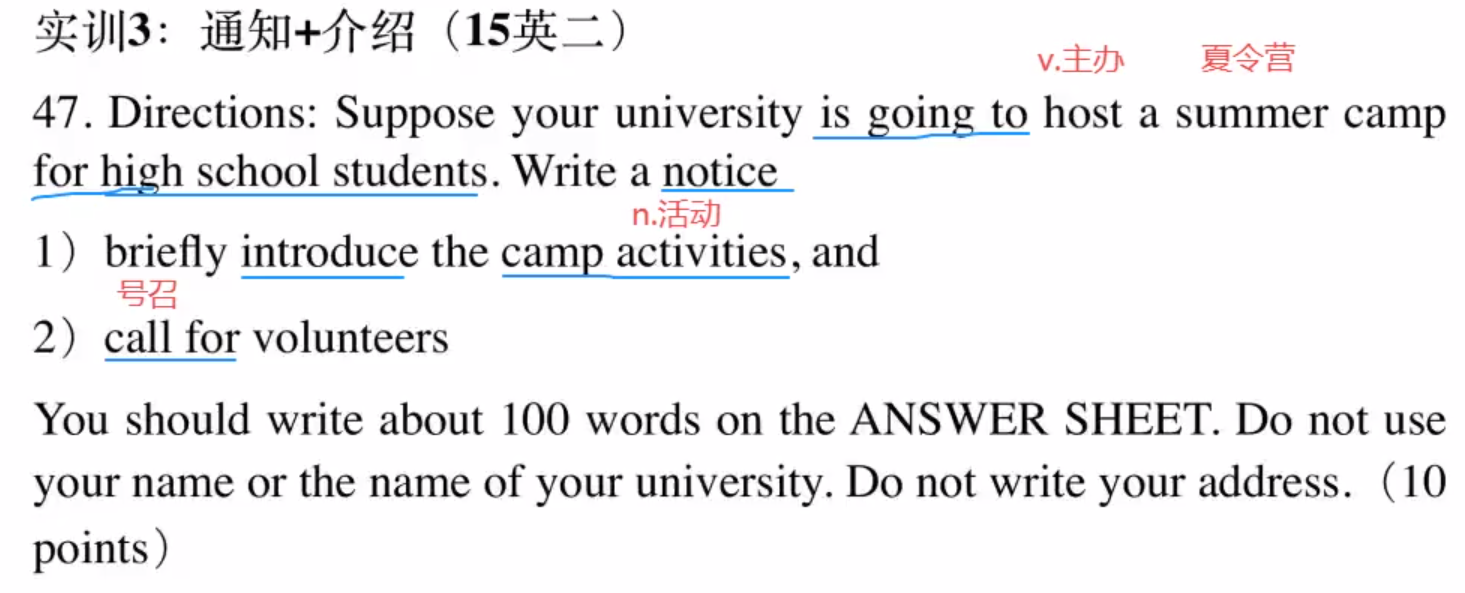 实训3：通知+介绍（15英二）
v.主办 夏令营
47. Directions: Suppose your university is going to host a summer camp
for high school students. Write a notice
n.活动
1）briefly introduce the camp activities, and
号召
2）call for volunteers
You should write about 100 words on the ANSWER SHEET. Do not use
your name or the name of your university. Do not write your address.（10
points）